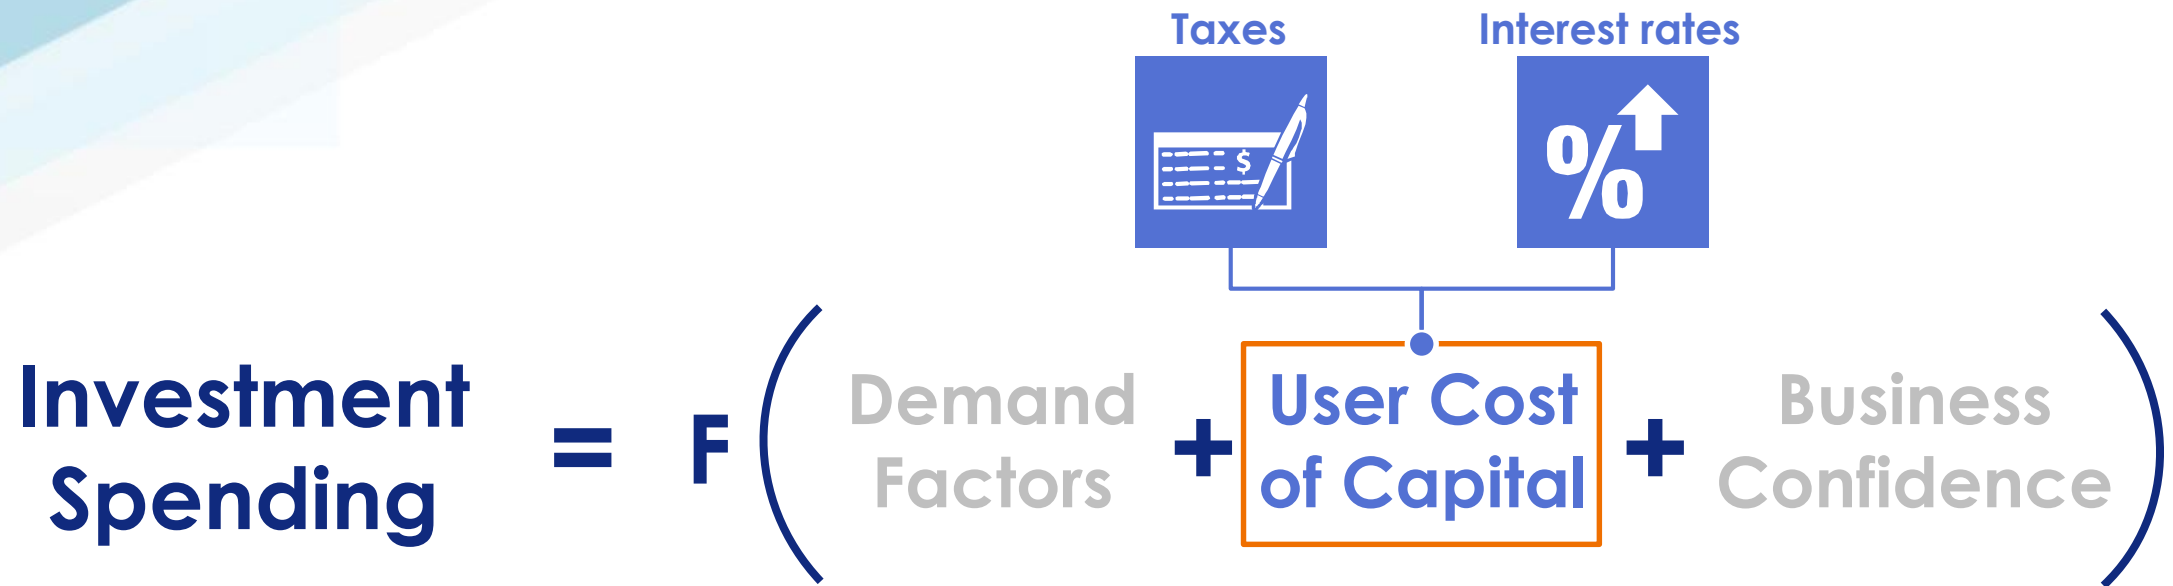 Taxes
Interest rates
$
%
Investment
Spending
=
F
(
Demand
Factors
+
User Cost
of Capital
+
Business
Confidence
)